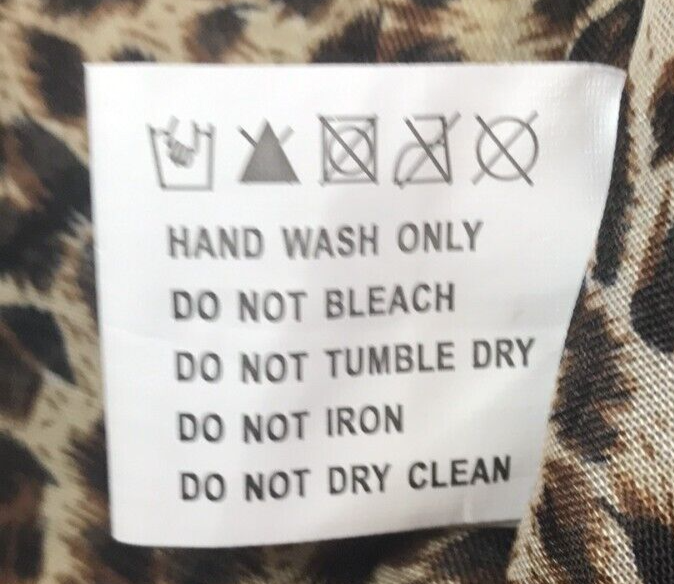 HAND WASH ONLY
DO NOT BLEACH
DO NOT TUMBLE DRY
DO NOT IRON
DO NOT DRY CLEAN